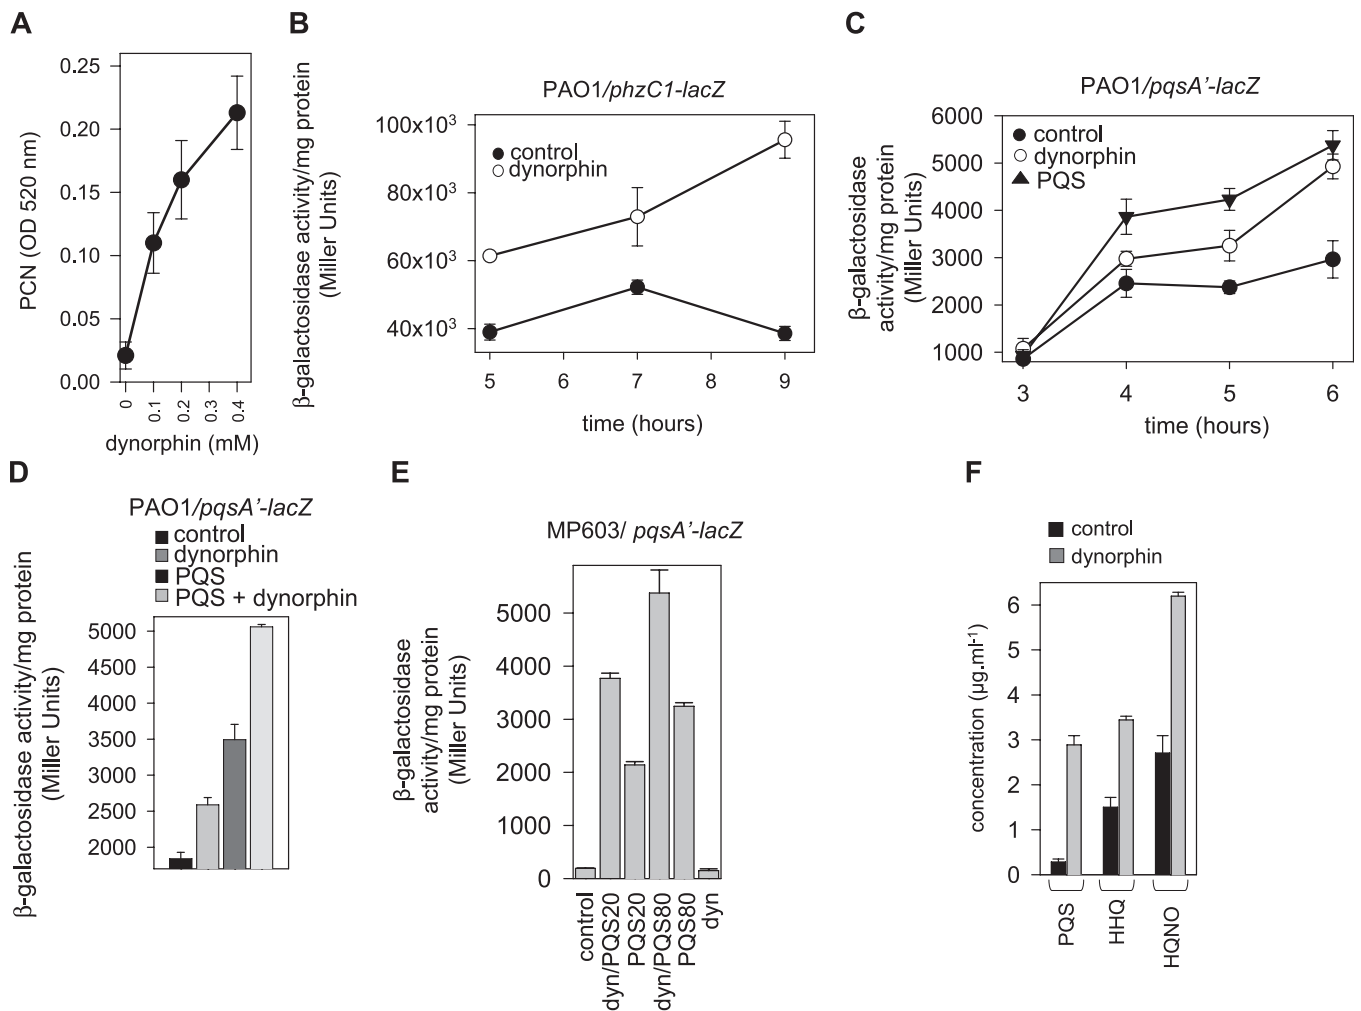 A
PCN (OD 520 nm)
0.25
0.20
0.15
0.10
0.05
0.00
0
0.1
0.2
0.3
0.4
dynorphin (mM)
B
β-galactosidase activity/mg protein
(Miller Units)
PAO1/phzC1-lacZ
100x10³
80x10³
60x10³
40x10³
control
dynorphin
5
6
7
8
9
time (hours)
C
β-galactosidase
activity/mg protein
(Miller Units)
PAO1/pqsA'-lacZ
6000
5000
4000
3000
2000
1000
control
dynorphin
PQS
3
4
5
6
time (hours)
D
β-galactosidase activity/mg protein
(Miller Units)
PAO1/pqsA'-lacZ
control
dynorphin
PQS
PQS + dynorphin
5000
4500
4000
3500
3000
2500
2000
E
β-galactosidase
activity/mg protein
(Miller Units)
MP603/ pqsA'-lacZ
5000
4000
3000
2000
1000
0
control
dyn/PQS20
PQS20
dyn/PQS80
PQS80
dyn
F
control
dynorphin
concentration (µg.ml-1)
6
5
4
3
2
1
0
PQS
HHQ
HQNO